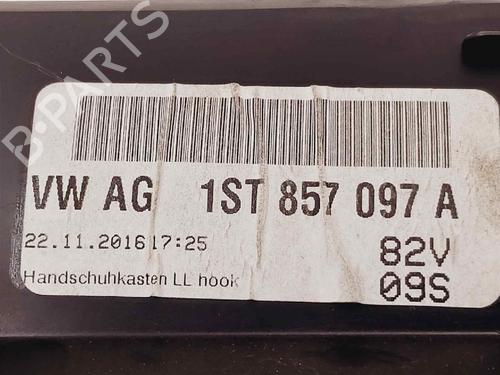 B-PARTS
VW AG 1ST 857 097 A
22.11.2016 17:25
82V
Handschuhkasten LL hook
09S